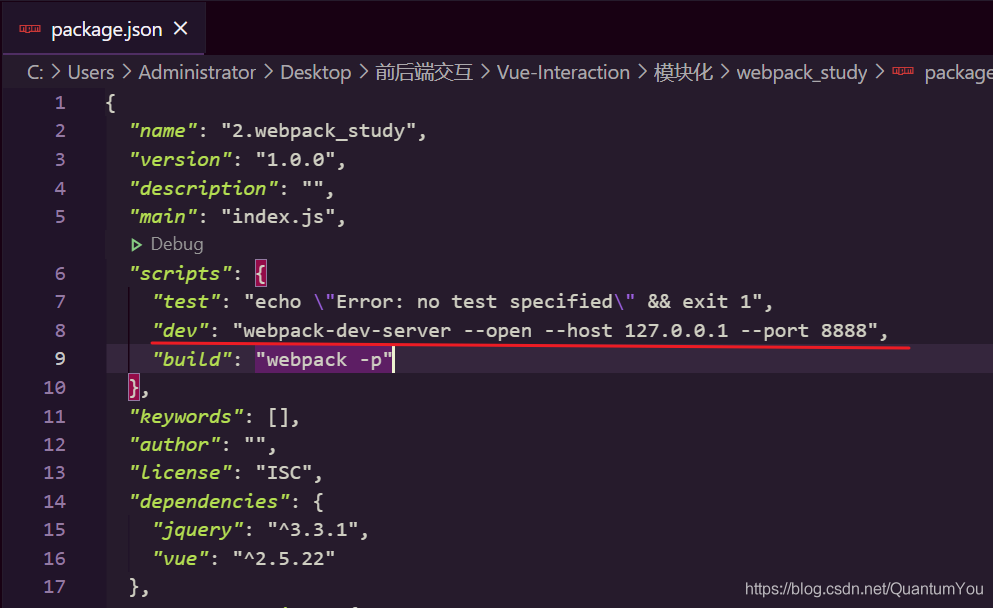 package.json
C: > Users > Administrator > Desktop > 前后端交互 > Vue-Interaction > 模块化 > webpack_study > package
1 {
2 "name": "2.webpack_study",
3 "version": "1.0.0",
4 "description": "",
5 "main": "index.js",
Debug
6 "scripts": {
7 "test": "echo \"Error: no test specified\" && exit 1",
8 "dev": "webpack-dev-server --open --host 127.0.0.1 --port 8888",
9 "build": "webpack -p"
10 },
11 "keywords": [],
12 "author": "",
13 "license": "ISC",
14 "dependencies": {
15 "jquery": "^3.3.1",
16 "vue": "^2.5.22"
17 },
https://blog.csdn.net/QuantumYou